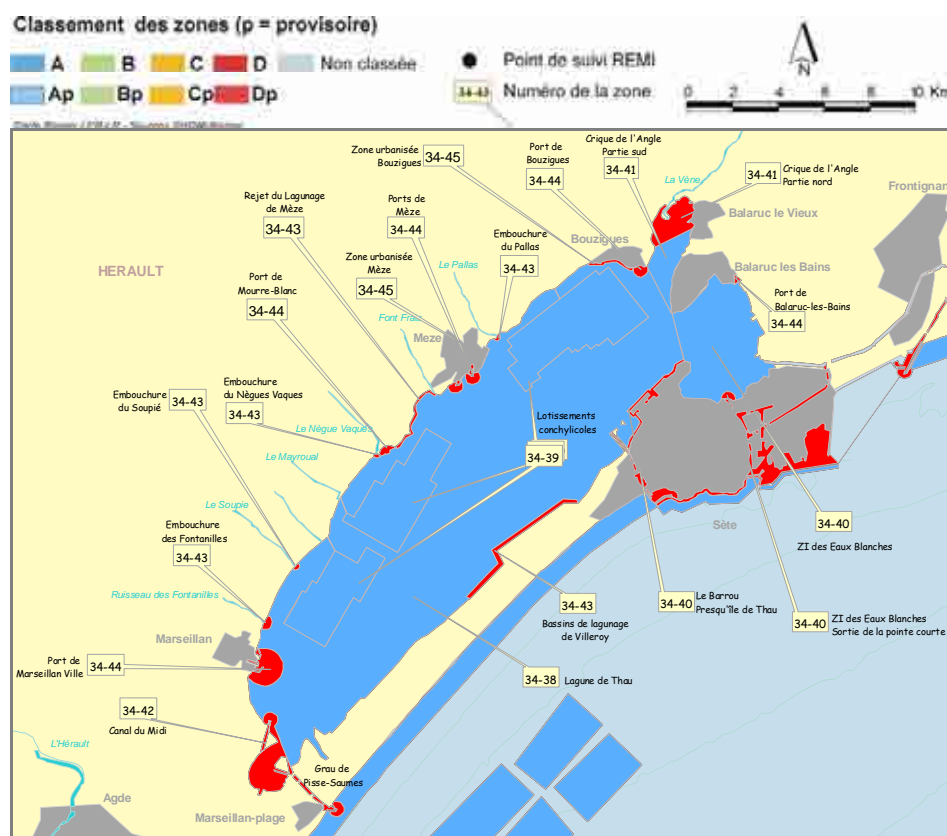 Classement des zones (p = provisoire)
A B C D Non classée
Ap Bp Cp Dp
Point de suivi REMI
34-43 Numéro de la zone
N
0 2 4 6 8 10 Km
Zone urbanisée
Bouzigues
34-45
Port de
Bouzigues
34-44
Crique de l'Angle
Partie sud
34-41
La Vène
34-41
Crique de l'Angle
Partie nord
Frontignan
Rejet du Lagunage
de Mèze
34-43
Ports de
Mèze
34-44
Embouchure
du Pallas
34-43
Bouzigues
Balaruc le Vieux
HERAULT
Zone urbanisée
Mèze
34-45
Le Pallas
Balaruc les Bains
Port de
Mourre-Blanc
34-44
Font Frais
Meze
Port de
Balaruc-les-Bains
34-44
Embouchure
du Soupié
34-43
Embouchure
du Nègues Vaques
34-43
Le Nègue Vaques
Lotissements
conchylicoles
34-39
Le Mayroual
Le Soupie
Embouchure
des Fontanilles
34-43
Sète
34-40
ZI des Eaux Blanches
Ruisseau des Fontanilles
34-43
Bassins de lagunage
de Villeroy
34-40
Le Barrou
Presqu'île de Thau
34-40
ZI des Eaux Blanches
Sortie de la pointe courte
Marseillan
Port de
Marseillan Ville
34-44
34-38
Lagune de Thau
34-42
Canal du Midi
L'Hérault
Grau de
Pisse-Saumes
Agde
Marseillan-plage